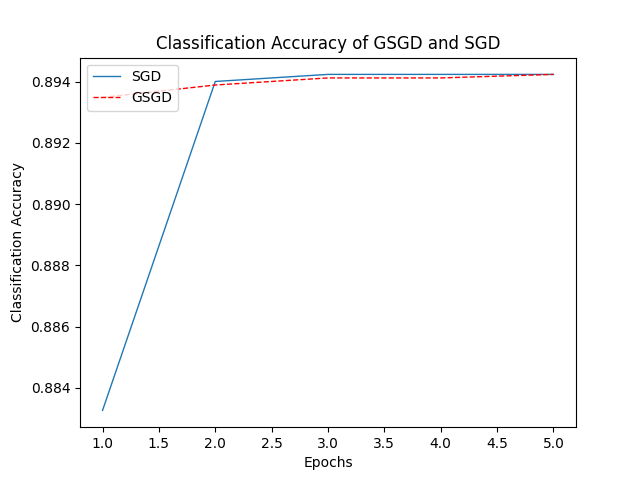 Classification Accuracy of GSGD and SGD
SGD
GSGD
Classification Accuracy
0.894
0.892
0.890
0.888
0.886
0.884
1.0 1.5 2.0 2.5 3.0 3.5 4.0 4.5 5.0
Epochs